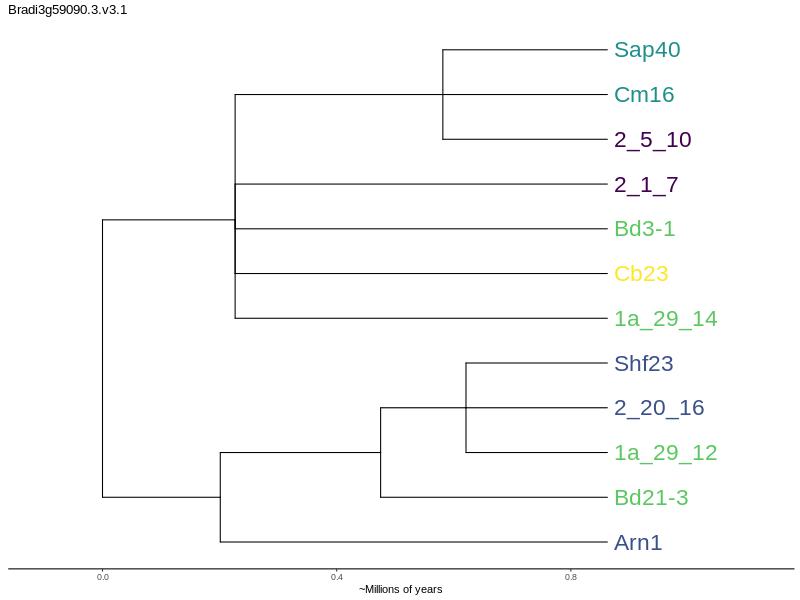 Bradi3g59090.3.v3.1
Sap40
Cm16
2_5_10
2_1_7
Bd3-1
Cb23
1a_29_14
Shf23
2_20_16
1a_29_12
Bd21-3
Arn1
0.0 0.4 0.8
~Millions of years